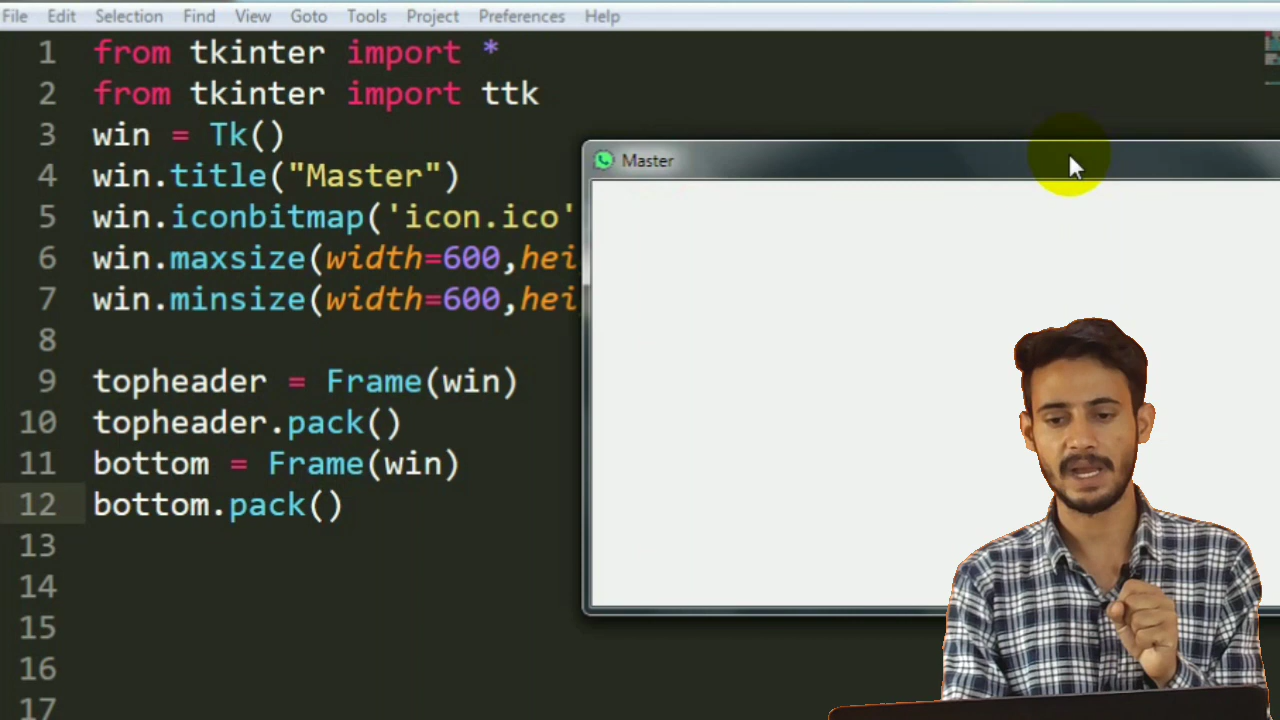 File Edit Selection Find View Goto Tools Project Preferences Help
1 from tkinter import *
2 from tkinter import ttk
3 win = Tk()
4 win.title("Master")
5 win.iconbitmap('icon.ico'
6 win.maxsize(width=600,hei
7 win.minsize(width=600,hei
8
9 topheader = Frame(win)
10 topheader.pack()
11 bottom = Frame(win)
12 bottom.pack()
13
14
15
16
17
Master